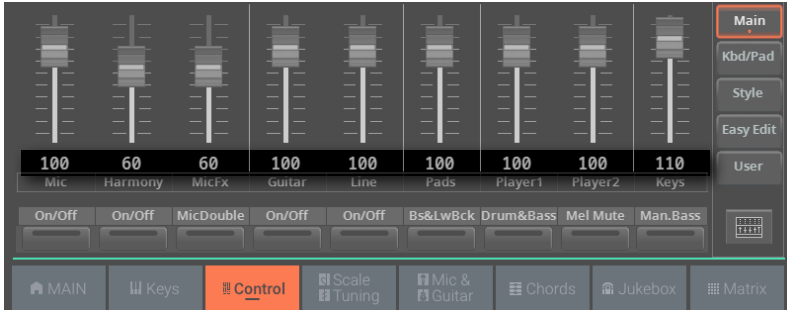 Main
Kbd/Pad
Style
Easy Edit
User
100 60 60 100 100 100 100 100 110
Mic Harmony MicFx Guitar Line Pads Player1 Player2 Keys
On/Off On/Off MicDouble On/Off On/Off Bs&LwBck Drum&Bass Mel Mute Man.Bass
MAIN Keys Control Scale Tuning Mic & Guitar Chords Jukebox Matrix